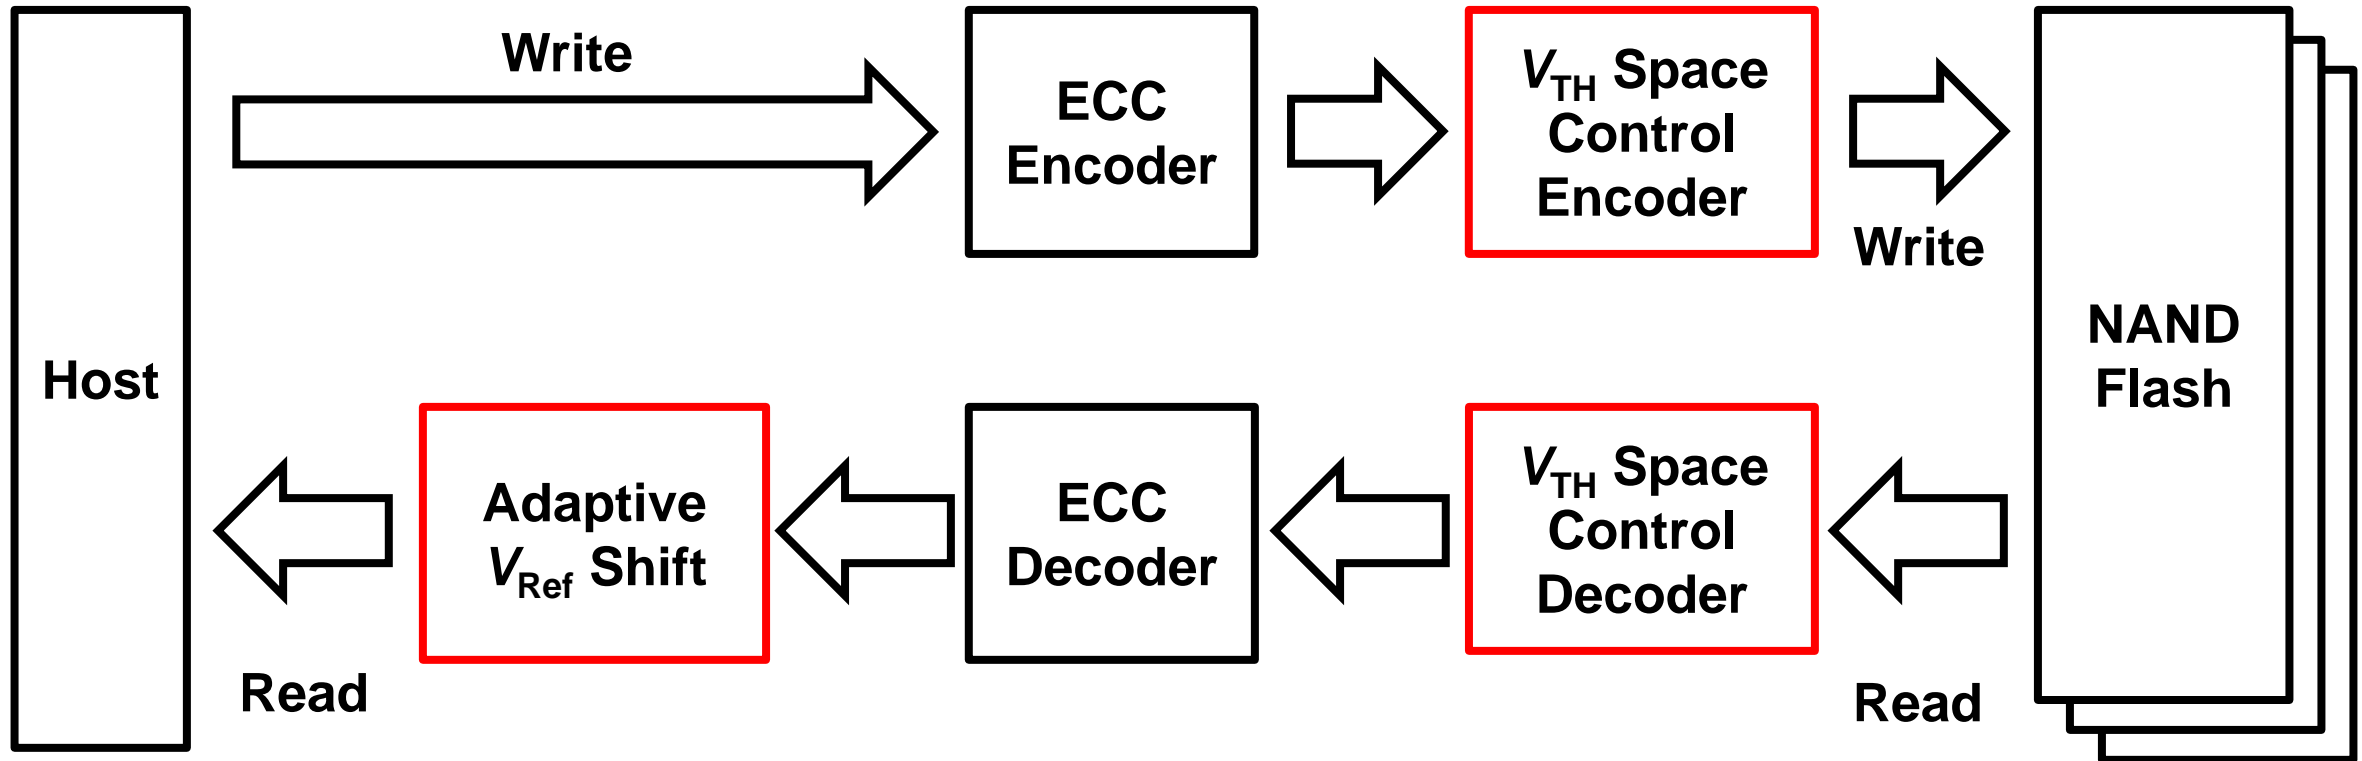 Host
Write
ECC
Encoder
VTH Space
Control
Encoder
Write
NAND
Flash
Adaptive
VRef Shift
ECC
Decoder
VTH Space
Control
Decoder
Read
Read